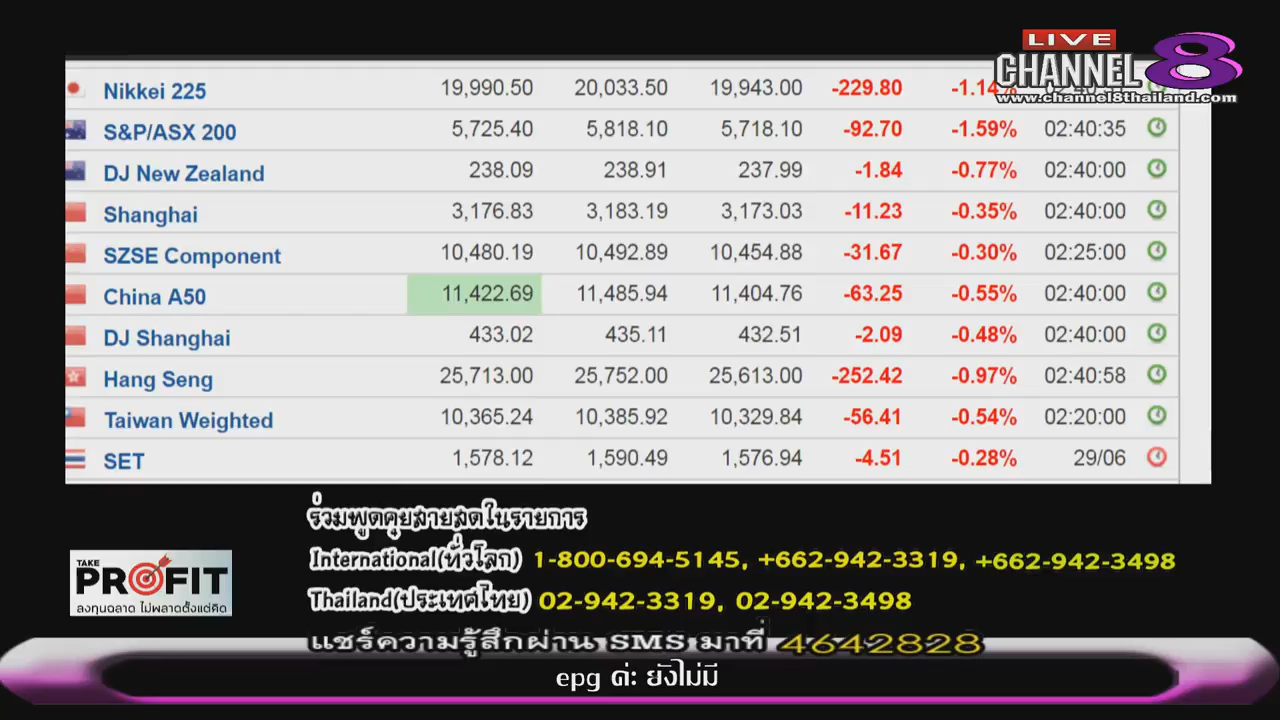 LIVE
CHANNEL 8
www.channel8thailand.com
Nikkei 225 19,990.50 20,033.50 19,943.00 -229.80 -1.14%
S&P/ASX 200 5,725.40 5,818.10 5,718.10 -92.70 -1.59% 02:40:35
DJ New Zealand 238.09 238.91 237.99 -1.84 -0.77% 02:40:00
Shanghai 3,176.83 3,183.19 3,173.03 -11.23 -0.35% 02:40:00
SZSE Component 10,480.19 10,492.89 10,454.88 -31.67 -0.30% 02:25:00
China A50 11,422.69 11,485.94 11,404.76 -63.25 -0.55% 02:40:00
DJ Shanghai 433.02 435.11 432.51 -2.09 -0.48% 02:40:00
Hang Seng 25,713.00 25,752.00 25,613.00 -252.42 -0.97% 02:40:58
Taiwan Weighted 10,365.24 10,385.92 10,329.84 -56.41 -0.54% 02:20:00
SET 1,578.12 1,590.49 1,576.94 -4.51 -0.28% 29/06
ร่วมพูดคุยสายสดในรายการ
International(ทั่วโลก) 1-800-694-5145, +662-942-3319, +662-942-3498
TAKE
PROFIT
ลงทุนฉลาด ไม่พลาดตั้งแต่คิด
Thailand(ประเทศไทย) 02-942-3319, 02-942-3498
แชร์ความรู้สึกผ่าน SMS มาที่ 4642828
epg ค่ะ ยังไม่มี